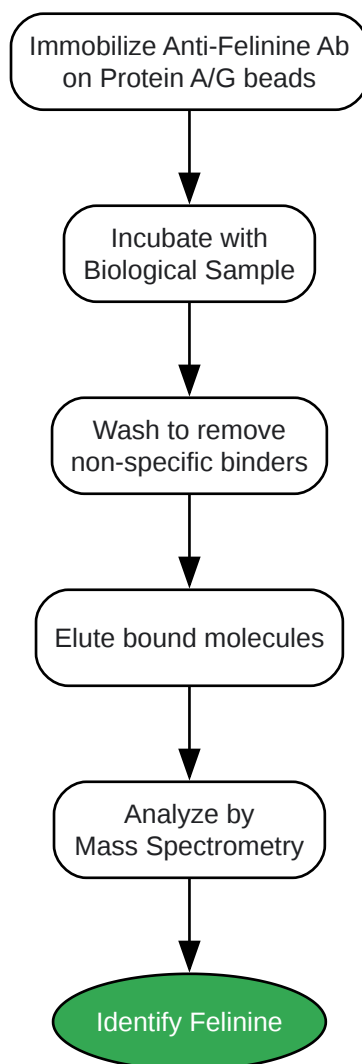 Immobilize Anti-Felinine Ab
on Protein A/G beads
Incubate with
Biological Sample
Wash to remove
non-specific binders
Elute bound molecules
Analyze by
Mass Spectrometry
Identify Felinine